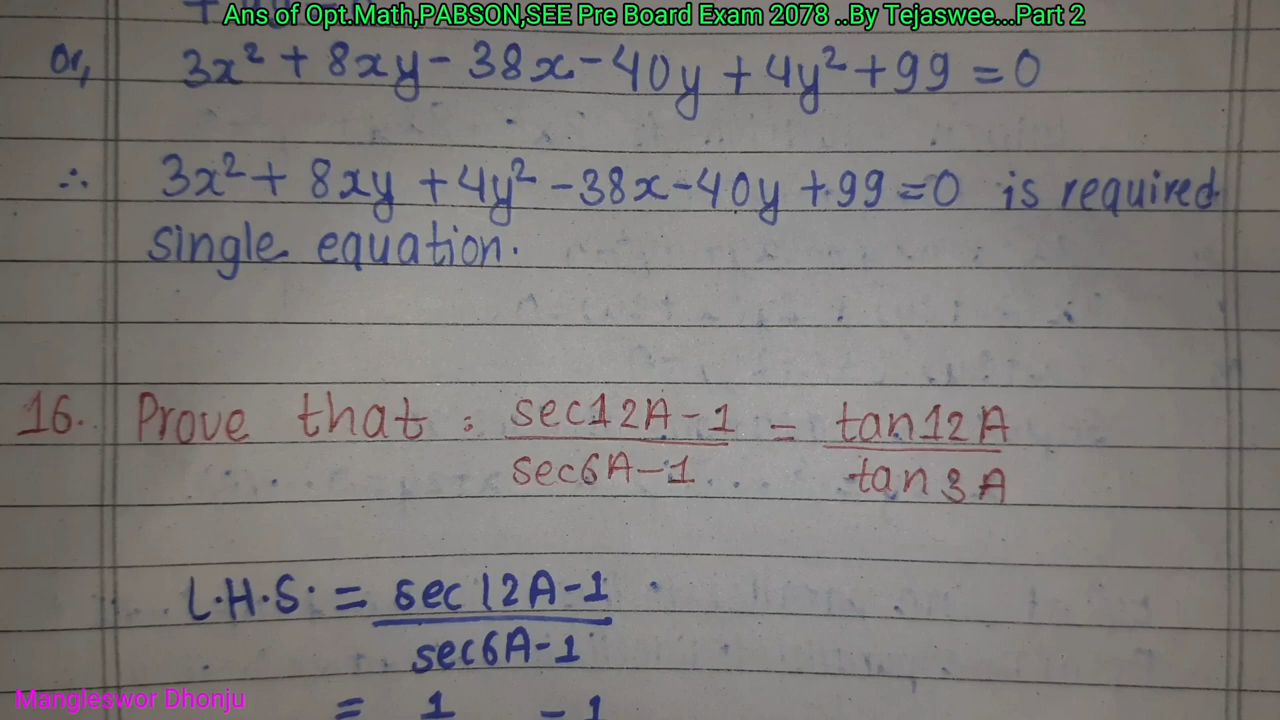 Ans of Opt.Math,PABSON,SEE Pre Board Exam 2078 ..By Tejaswee...Part 2
Or, 3x² + 8xy - 38x - 40y + 4y² + 99 = 0
∴ 3x² + 8xy + 4y² - 38x - 40y + 99 = 0 is required
single equation.
16. Prove that : sec12A - 1 / sec6A - 1 = tan12A / tan3A
L.H.S. = sec12A - 1 / sec6A - 1
Mangleswor Dhonju
= 1 - 1